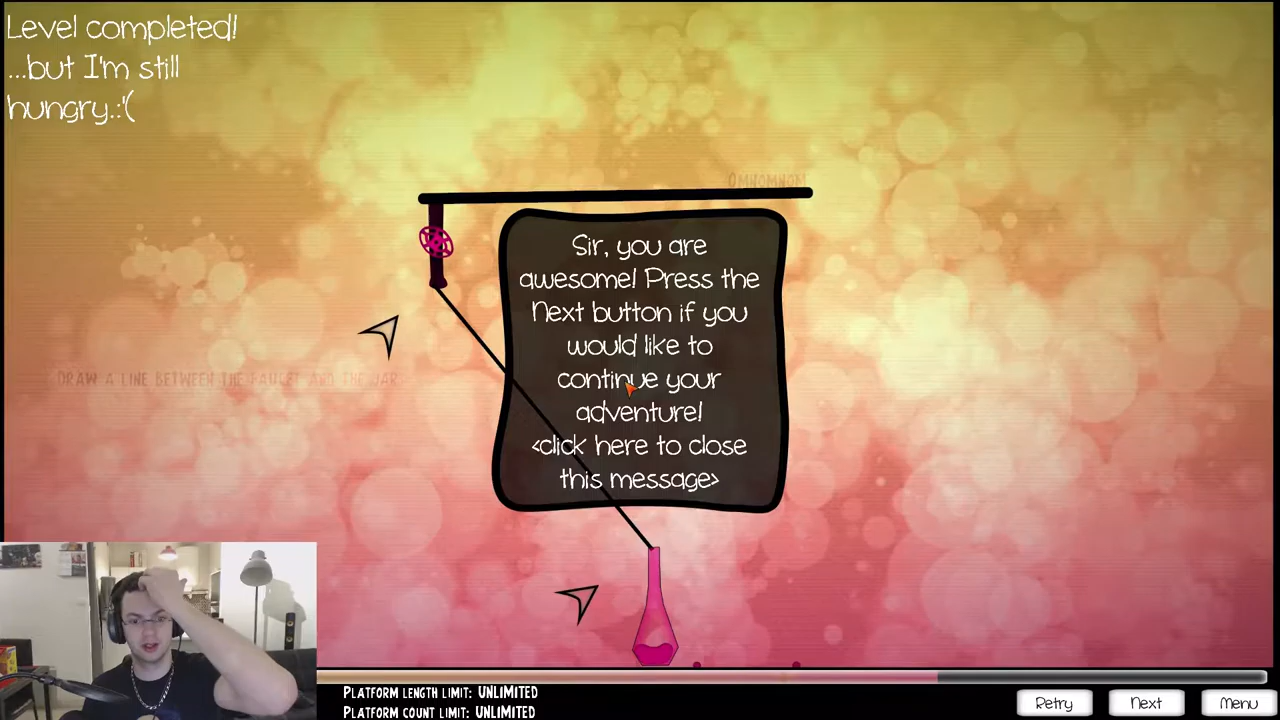 Level completed!
...but I'm still
hungry.:'(
OMNOMNOM
Sir, you are
awesome! Press the
Next button if you
would like to
continue your
adventure!
<click here to close
this message>
DRAW A LINE BETWEEN THE FAUCET AND THE JAR
PLATFORM LENGTH LIMIT: UNLIMITED
PLATFORM COUNT LIMIT: UNLIMITED
Retry
Next
Menu